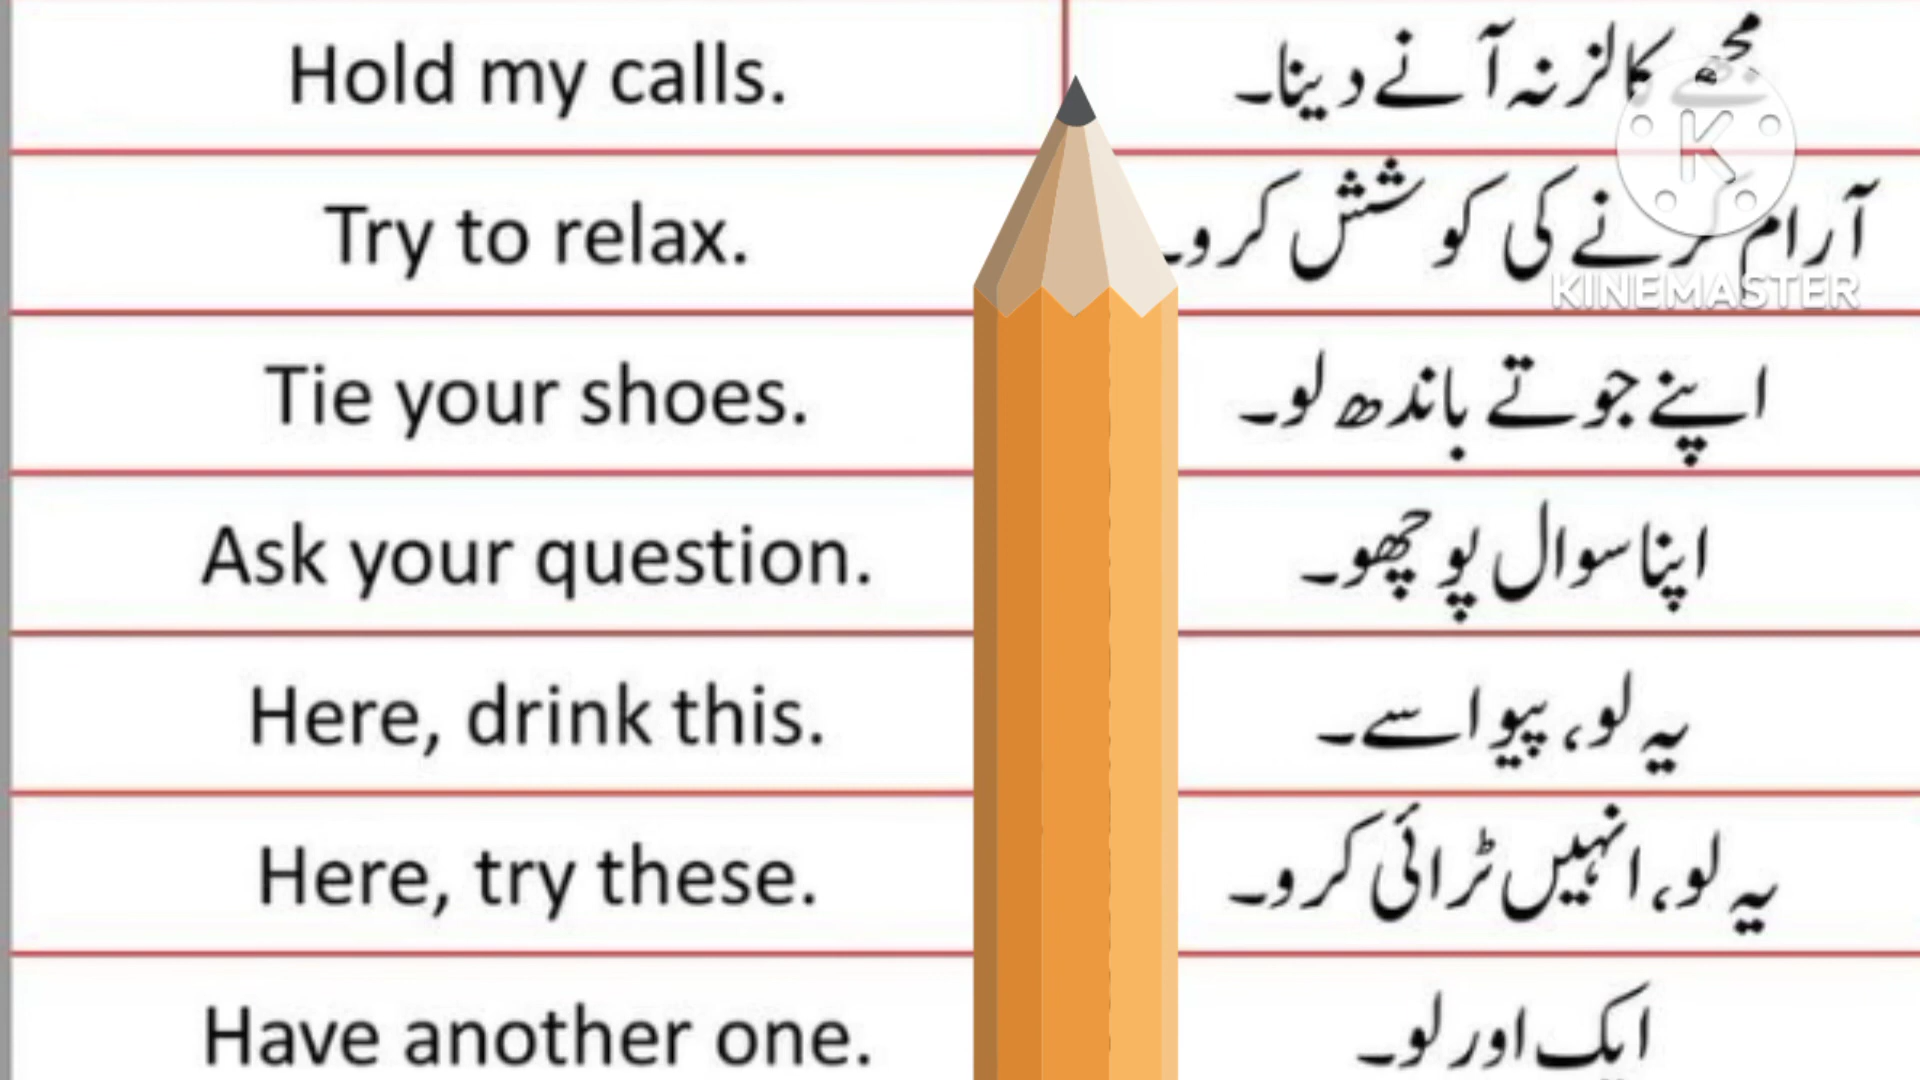 Hold my calls. مجھے کالز نہ آنے دینا۔
Try to relax. آرام کرنے کی کوشش کرو۔
KINEMASTER
Tie your shoes. اپنے جوتے باندھ لو۔
Ask your question. اپنا سوال پوچھو۔
Here, drink this. یہ لو، پیو اسے۔
Here, try these. یہ لو، انہیں ٹرائی کرو۔
Have another one. ایک اور لو۔